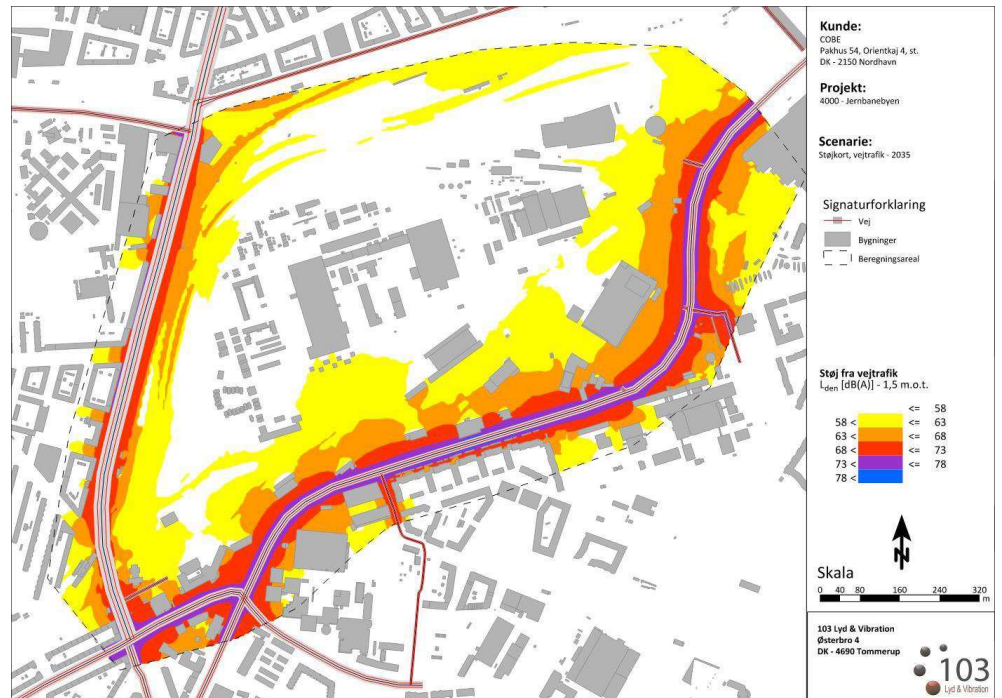 Kunde:
COBE
Pakhus 54, Orientkaj 4, st.
DK - 2150 Nordhavn
Projekt:
4000 - Jernbanebyen
Scenarie:
Støjkort, vejtrafik - 2035
Signaturforklaring
Vej
Bygninger
Beregningsareal
Støj fra vejtrafik
Lden [dB(A)] - 1,5 m.o.t.
<= 58
58 < <= 63
63 < <= 68
68 < <= 73
73 < <= 78
78 <
N
Skala
0 40 80 160 240 320
m
103 Lyd & Vibration
Østerbro 4
DK - 4690 Tommerup
103
Lyd & Vibration